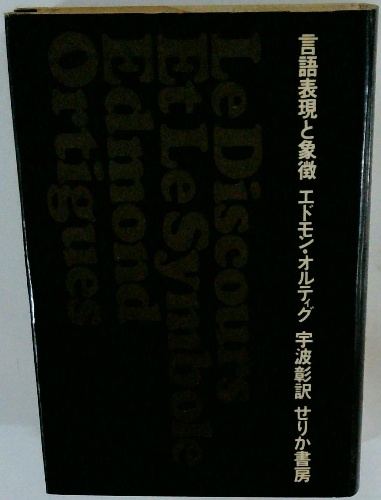 言語表現と象徴 エドモン・オルティグ 宇波彰訳 せりか書房
Le Discours
Et Le Symbole
Edmond
Ortigues